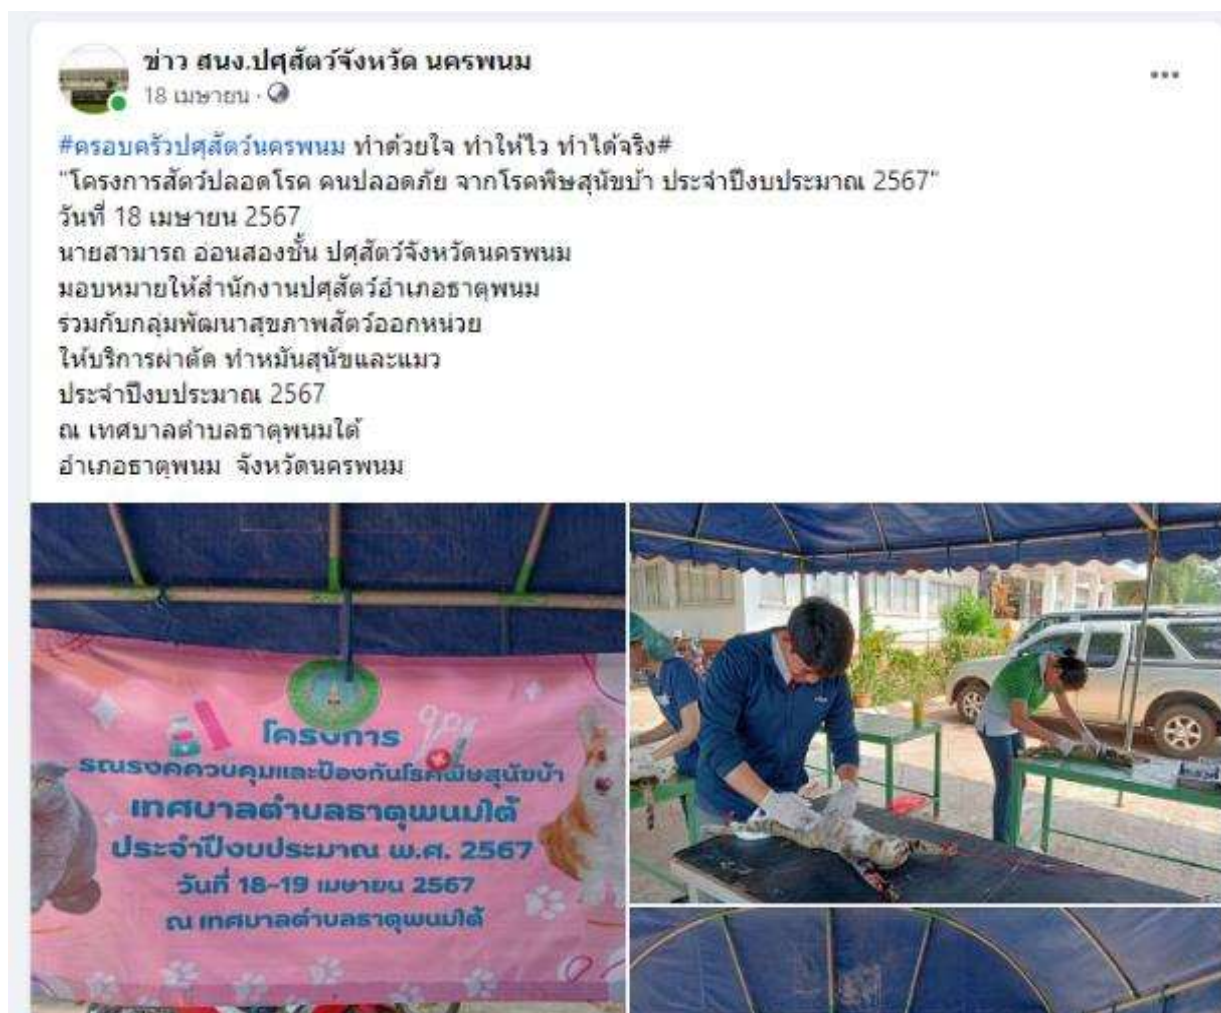 ข่าว สนง.ปศุสัตว์จังหวัด นครพนม
18 เมษายน ·
#ครอบครัวปศุสัตว์นครพนม ทำด้วยใจ ทำให้ไว ทำได้จริง#
"โครงการสัตว์ปลอดโรค คนปลอดภัย จากโรคพิษสุนัขบ้า ประจำปีงบประมาณ 2567"
วันที่ 18 เมษายน 2567
นายสามารถ อ่อนสองชั้น ปศุสัตว์จังหวัดนครพนม
มอบหมายให้สำนักงานปศุสัตว์อำเภอธาตุพนม
ร่วมกับกลุ่มพัฒนาสุขภาพสัตว์ออกหน่วย
ให้บริการผ่าตัด ทำหมันสุนัขและแมว
ประจำปีงบประมาณ 2567
ณ เทศบาลตำบลธาตุพนมใต้
อำเภอธาตุพนม จังหวัดนครพนม
โครงการ
รณรงค์ควบคุมและป้องกันโรคพิษสุนัขบ้า
เทศบาลตำบลธาตุพนมใต้
ประจำปีงบประมาณ พ.ศ. 2567
วันที่ 18-19 เมษายน 2567
ณ เทศบาลตำบลธาตุพนมใต้